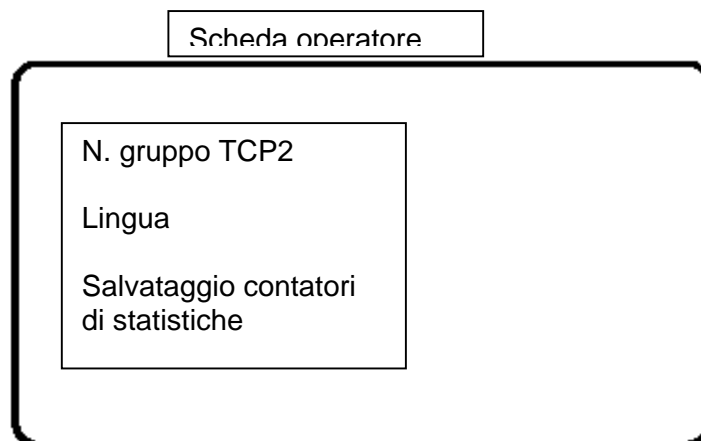 Scheda operatore
N. gruppo TCP2
Lingua
Salvataggio contatori
di statistiche